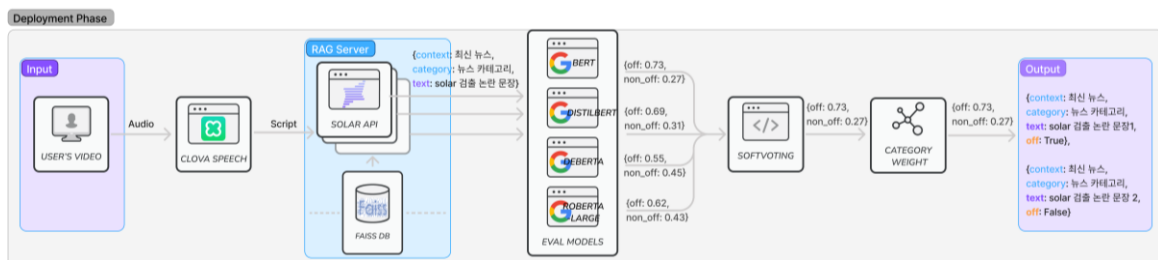 Deployment Phase
Input
USER'S VIDEO
Audio
CLOVA SPEECH
Script
RAG Server
SOLAR API
Faiss
FAISS DB
{context: 최신 뉴스,
category: 뉴스 카테고리,
text: solar 검출 논란 문장}
BERT
DISTILBERT
DEBERTA
ROBERTA
LARGE
EVAL MODELS
{off: 0.73,
non_off: 0.27}
{off: 0.69,
non_off: 0.31}
{off: 0.55,
non_off: 0.45}
{off: 0.62,
non_off: 0.43}
</>
SOFTVOTING
{off: 0.73,
non_off: 0.27}
CATEGORY
WEIGHT
{off: 0.73,
non_off: 0.27}
Output
{context: 최신 뉴스,
category: 뉴스 카테고리,
text: solar 검출 논란 문장1,
off: True},
{context: 최신 뉴스,
category: 뉴스 카테고리,
text: solar 검출 논란 문장 2,
off: False}